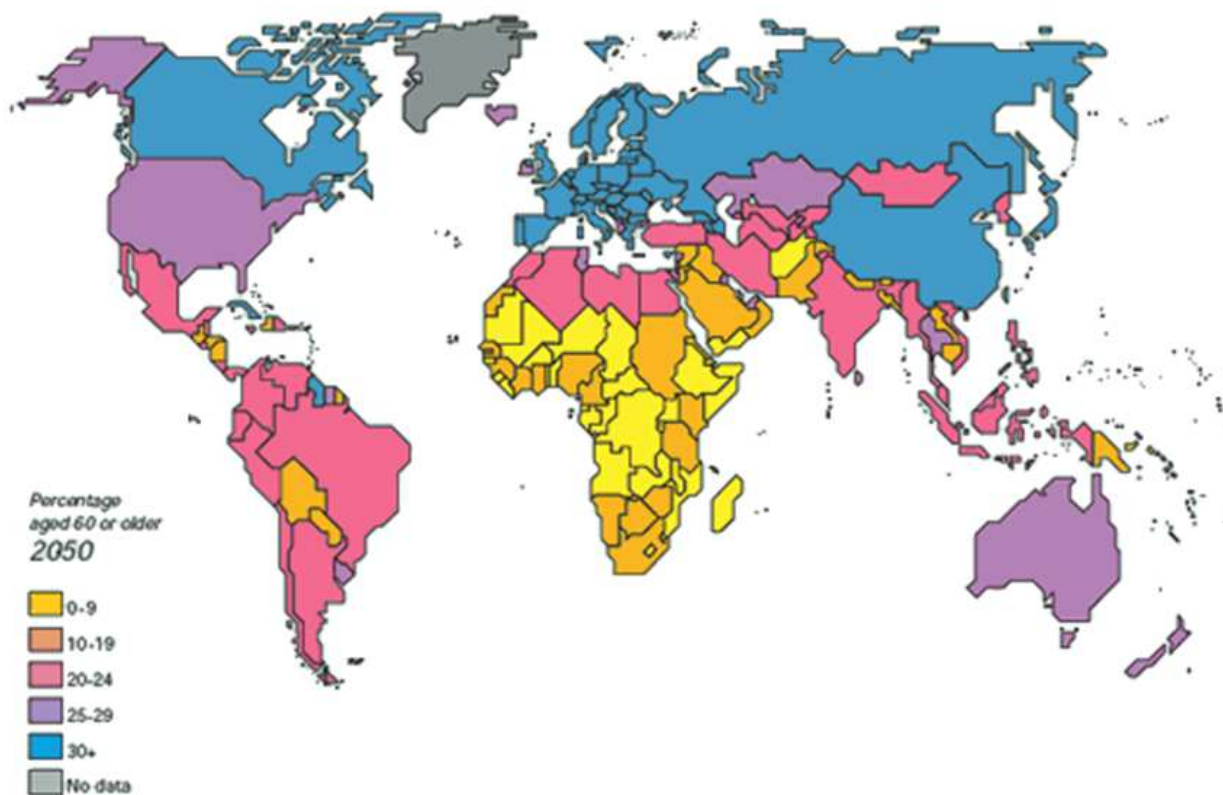 Percentage
aged 60 or older
2050
0-9
10-19
20-24
25-29
30+
No data